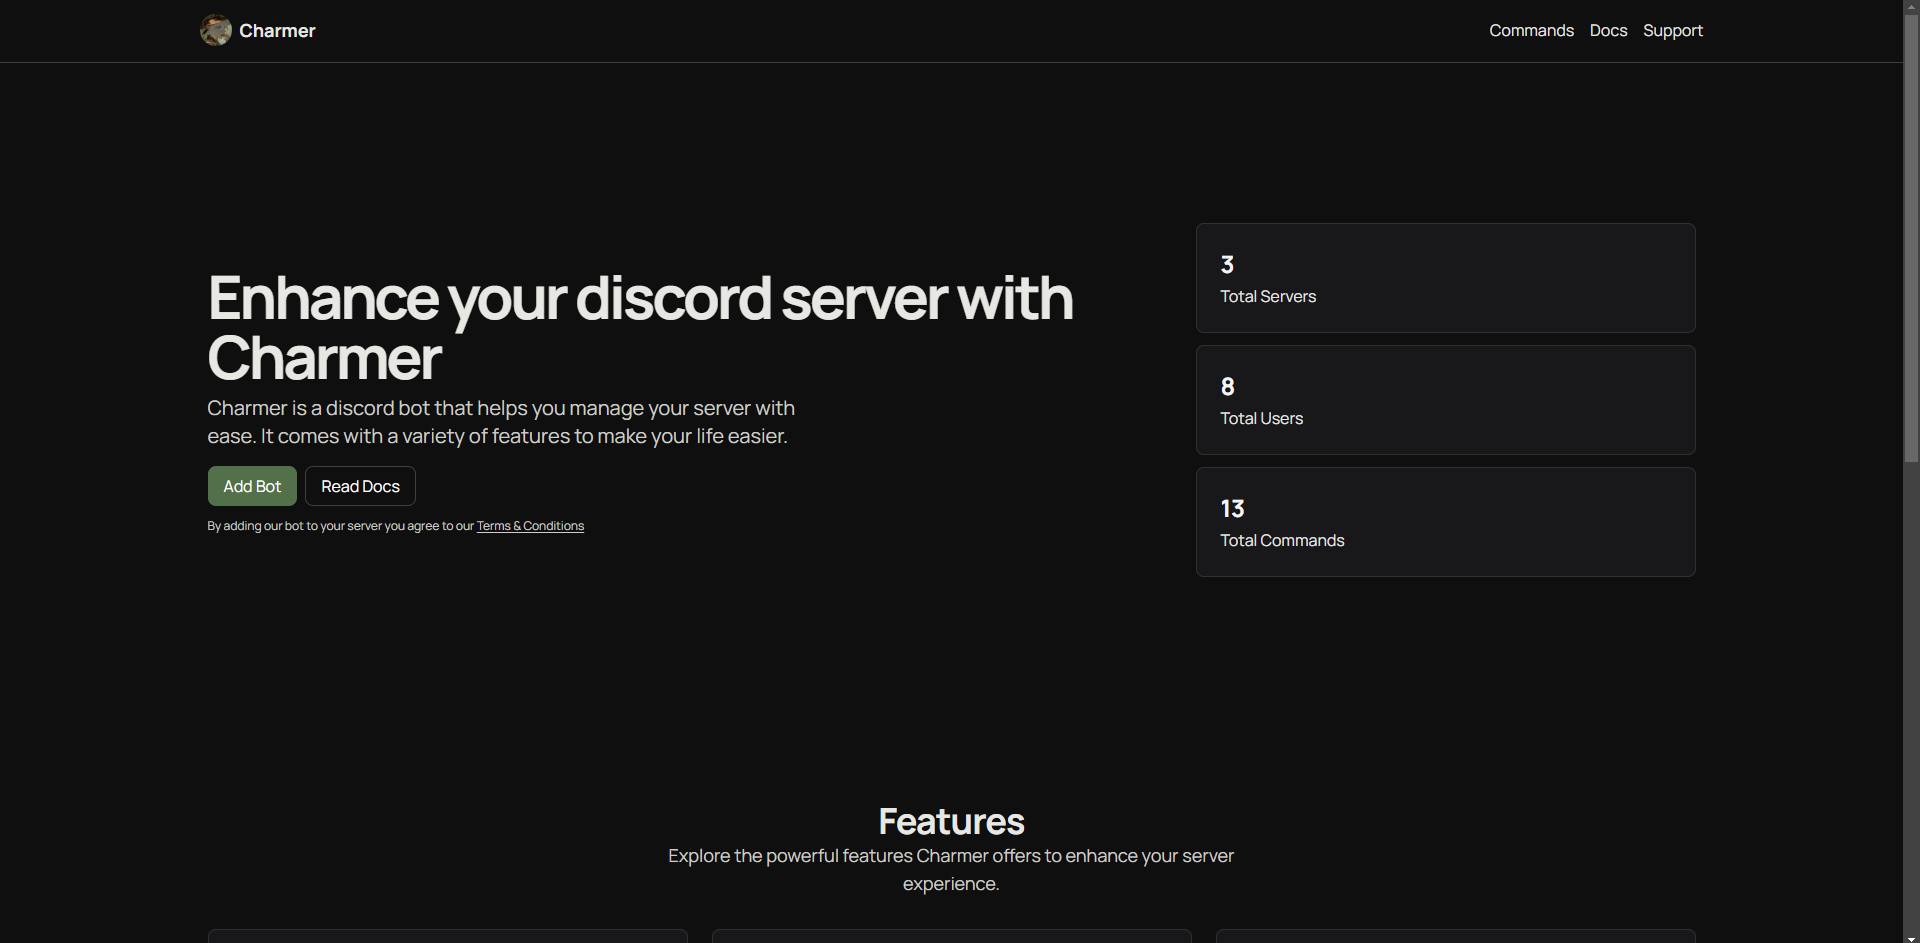 Charmer
Commands Docs Support
Enhance your discord server with
Charmer
Charmer is a discord bot that helps you manage your server with
ease. It comes with a variety of features to make your life easier.
Add Bot Read Docs
By adding our bot to your server you agree to our Terms & Conditions
3
Total Servers
8
Total Users
13
Total Commands
Features
Explore the powerful features Charmer offers to enhance your server
experience.